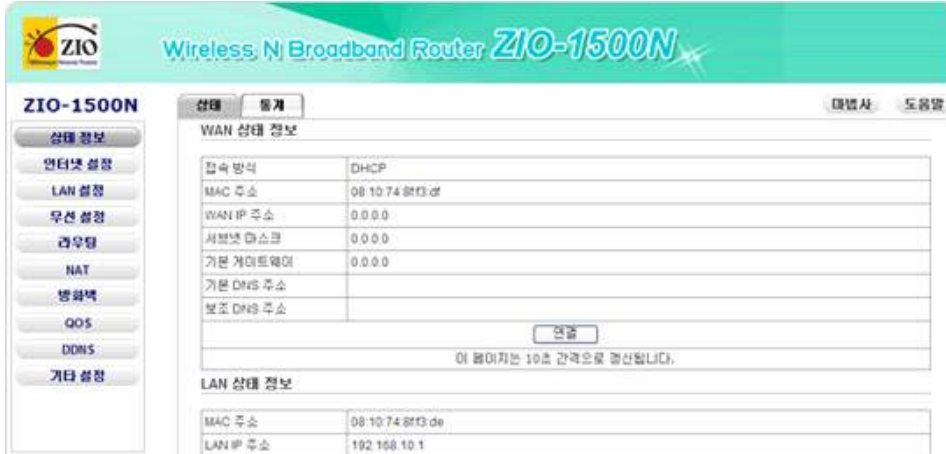 ZIO
Wireless N Broadband Router ZIO-1500N
ZIO-1500N
상태 통계 마법사 도움말
상태 정보
인터넷 설정
LAN 설정
무선 설정
라우팅
NAT
방화벽
QOS
DDNS
기타 설정
WAN 상태 정보
접속 방식 DHCP
MAC 주소 08:10:74:8f:f3:df
WAN IP 주소 0.0.0.0
서브넷 마스크 0.0.0.0
기본 게이트웨이 0.0.0.0
기본 DNS 주소
보조 DNS 주소
연결
이 페이지는 10초 간격으로 갱신됩니다.
LAN 상태 정보
MAC 주소 08:10:74:8f:f3:de
LAN IP 주소 192.168.10.1